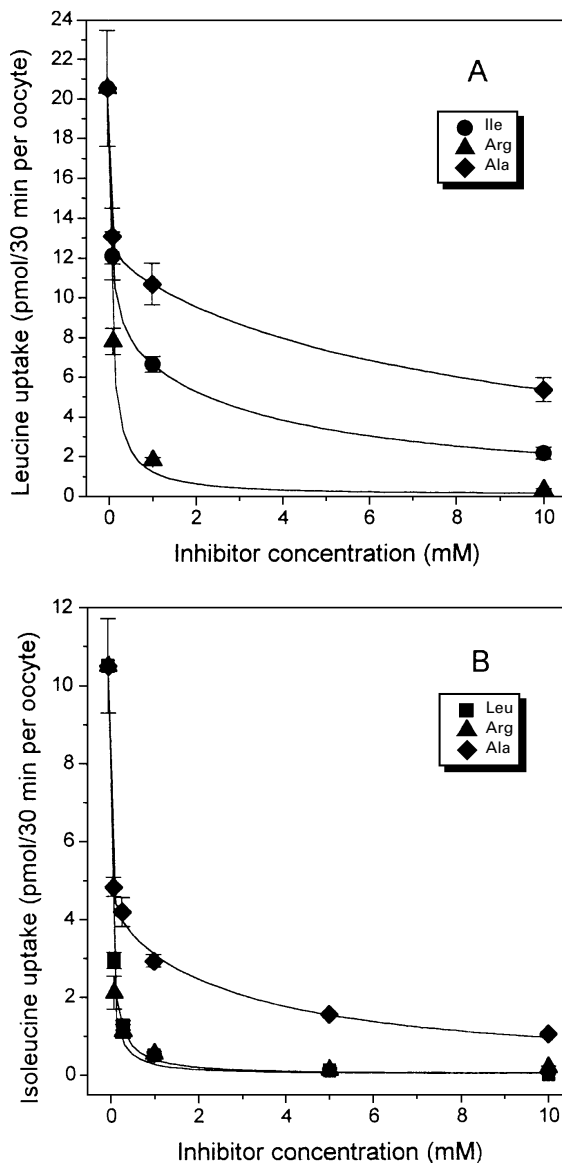 A
Ile
Arg
Ala
24
22
20
18
16
14
12
10
8
6
4
2
0
Leucine uptake (pmol/30 min per oocyte)
0
2
4
6
8
10
Inhibitor concentration (mM)
B
Leu
Arg
Ala
12
10
8
6
4
2
0
Isoleucine uptake (pmol/30 min per oocyte)
0
2
4
6
8
10
Inhibitor concentration (mM)